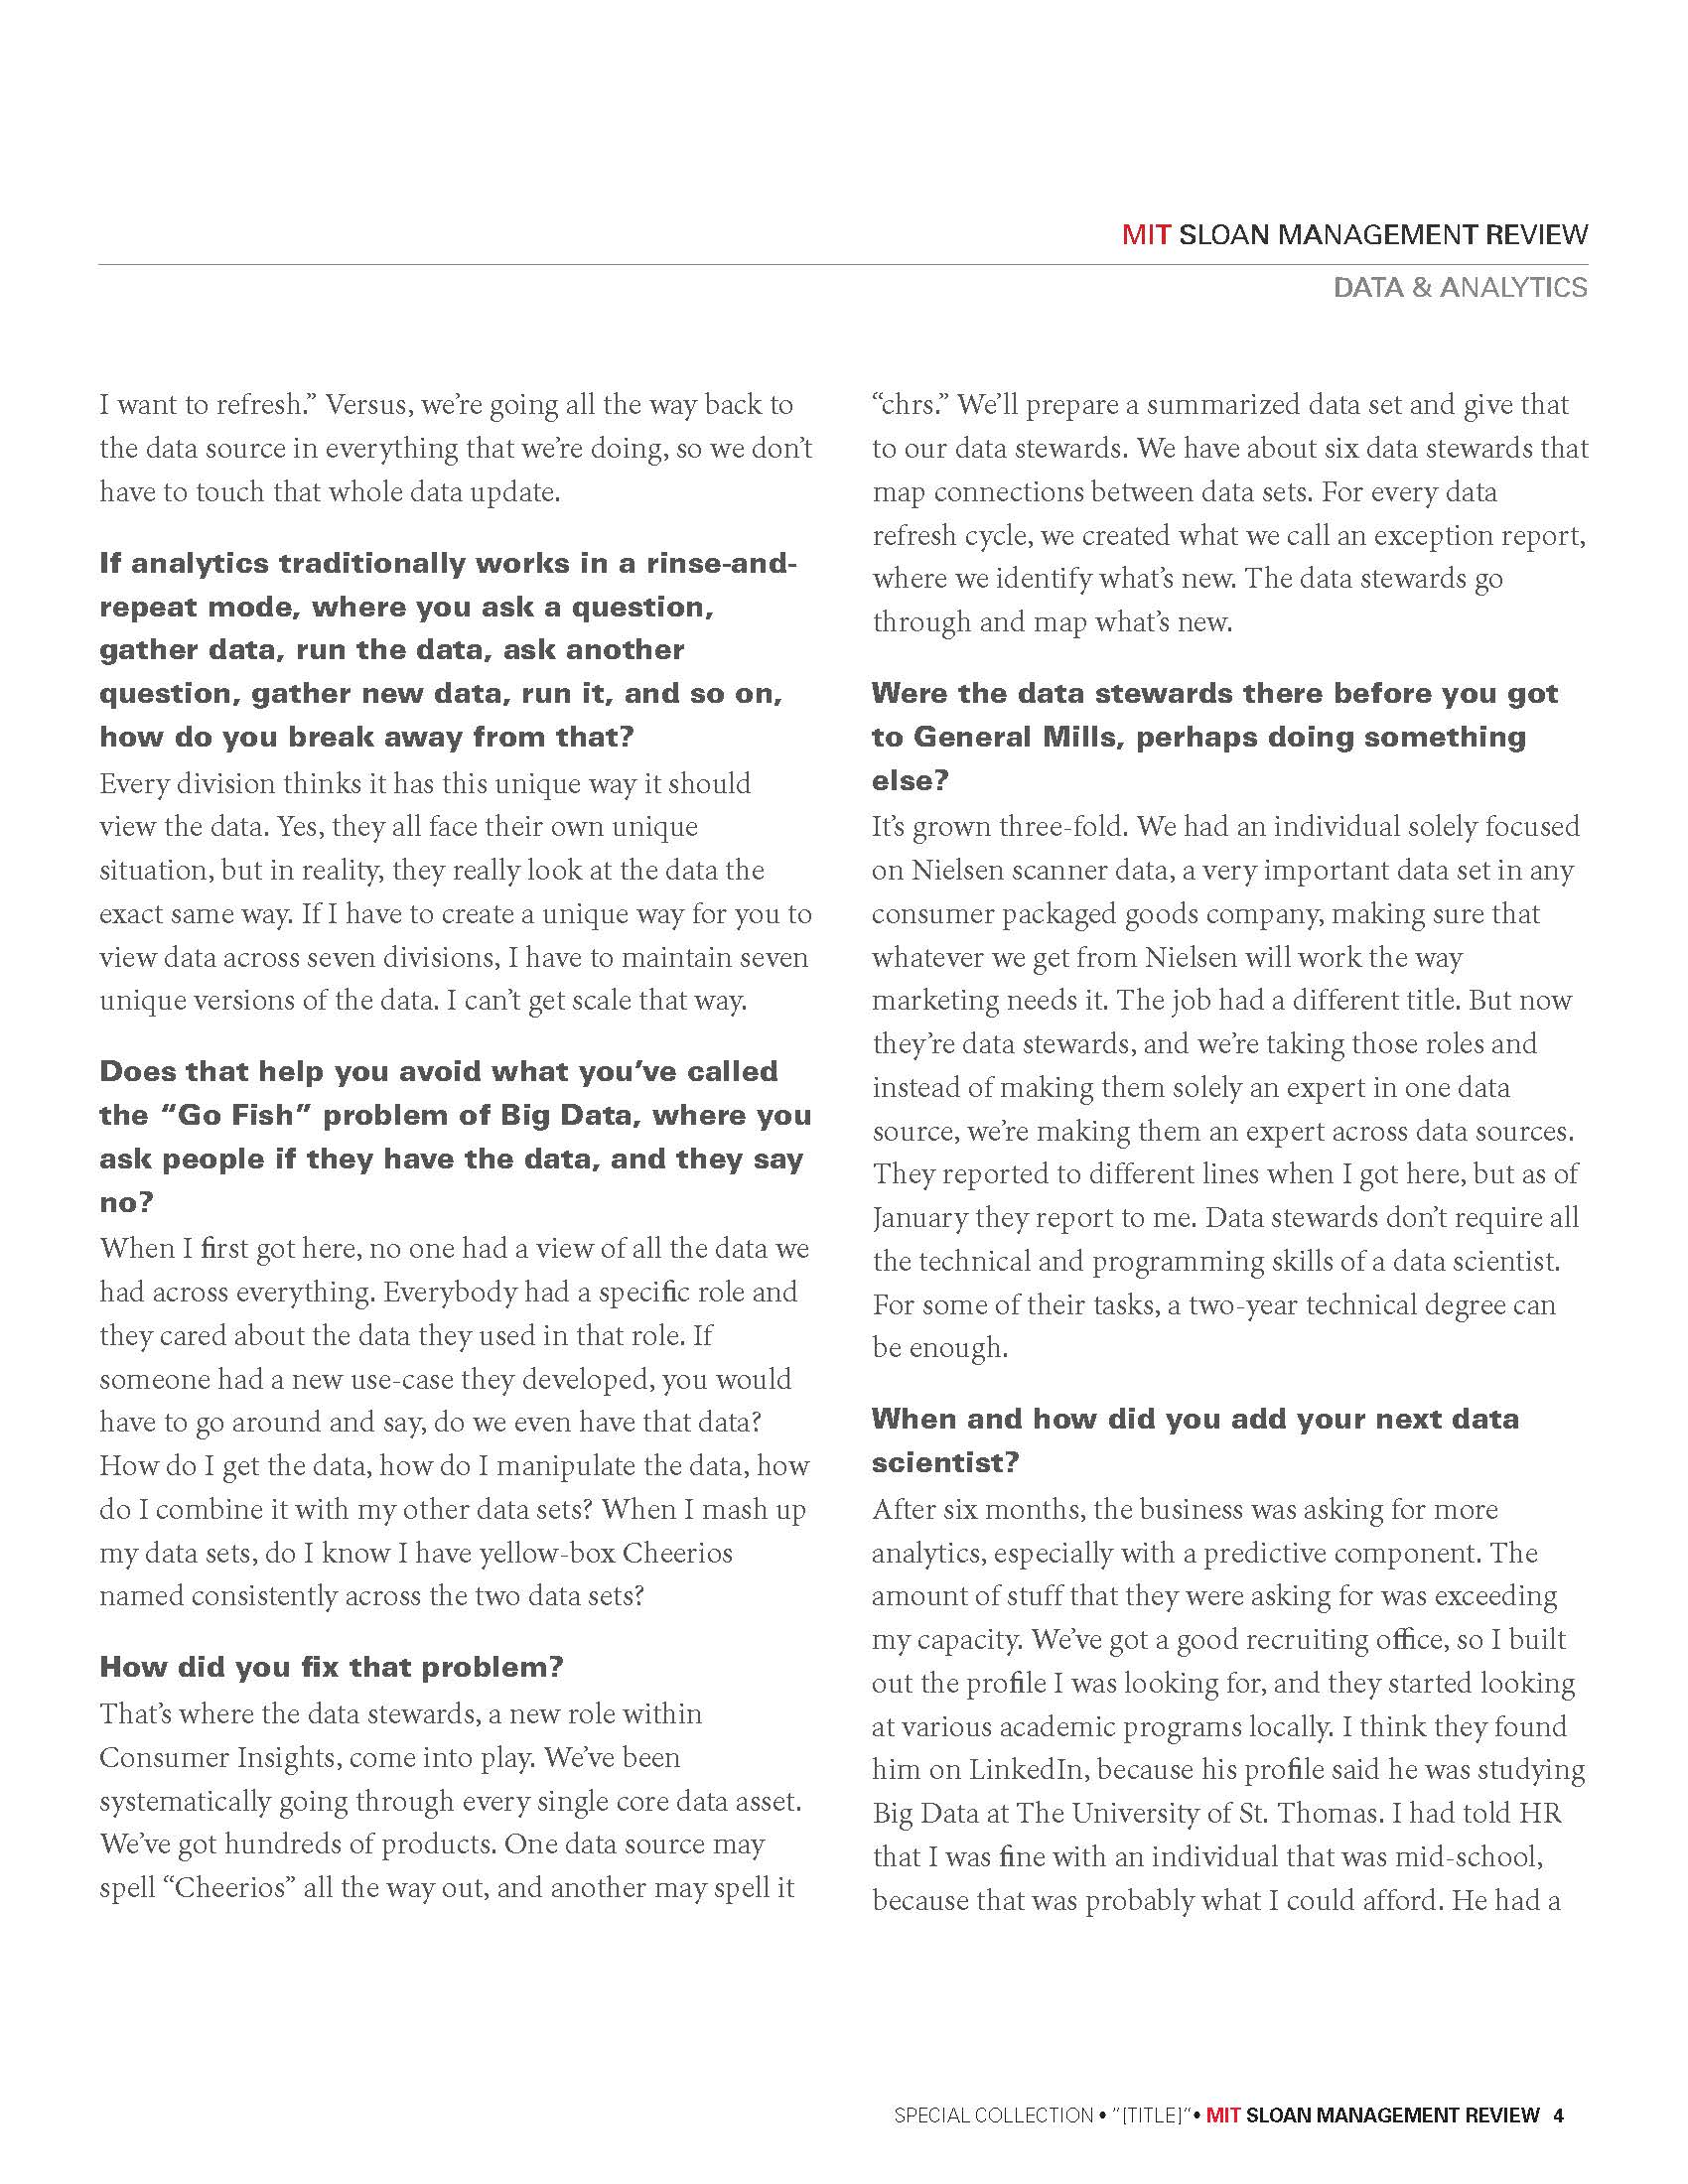 MIT SLOAN MANAGEMENT REVIEW
DATA & ANALYTICS
I want to refresh.” Versus, we’re going all the way back to
the data source in everything that we’re doing, so we don’t
have to touch that whole data update.
If analytics traditionally works in a rinse-and-
repeat mode, where you ask a question,
gather data, run the data, ask another
question, gather new data, run it, and so on,
how do you break away from that?
Every division thinks it has this unique way it should
view the data. Yes, they all face their own unique
situation, but in reality, they really look at the data the
exact same way. If I have to create a unique way for you to
view data across seven divisions, I have to maintain seven
unique versions of the data. I can’t get scale that way.
Does that help you avoid what you’ve called
the “Go Fish” problem of Big Data, where you
ask people if they have the data, and they say
no?
When I first got here, no one had a view of all the data we
had across everything. Everybody had a specific role and
they cared about the data they used in that role. If
someone had a new use-case they developed, you would
have to go around and say, do we even have that data?
How do I get the data, how do I manipulate the data, how
do I combine it with my other data sets? When I mash up
my data sets, do I know I have yellow-box Cheerios
named consistently across the two data sets?
How did you fix that problem?
That’s where the data stewards, a new role within
Consumer Insights, come into play. We’ve been
systematically going through every single core data asset.
We’ve got hundreds of products. One data source may
spell “Cheerios” all the way out, and another may spell it
“chrs.” We’ll prepare a summarized data set and give that
to our data stewards. We have about six data stewards that
map connections between data sets. For every data
refresh cycle, we created what we call an exception report,
where we identify what’s new. The data stewards go
through and map what’s new.
Were the data stewards there before you got
to General Mills, perhaps doing something
else?
It’s grown three-fold. We had an individual solely focused
on Nielsen scanner data, a very important data set in any
consumer packaged goods company, making sure that
whatever we get from Nielsen will work the way
marketing needs it. The job had a different title. But now
they’re data stewards, and we’re taking those roles and
instead of making them solely an expert in one data
source, we’re making them an expert across data sources.
They reported to different lines when I got here, but as of
January they report to me. Data stewards don’t require all
the technical and programming skills of a data scientist.
For some of their tasks, a two-year technical degree can
be enough.
When and how did you add your next data
scientist?
After six months, the business was asking for more
analytics, especially with a predictive component. The
amount of stuff that they were asking for was exceeding
my capacity. We’ve got a good recruiting office, so I built
out the profile I was looking for, and they started looking
at various academic programs locally. I think they found
him on LinkedIn, because his profile said he was studying
Big Data at The University of St. Thomas. I had told HR
that I was fine with an individual that was mid-school,
because that was probably what I could afford. He had a
SPECIAL COLLECTION • “[TITLE]”• MIT SLOAN MANAGEMENT REVIEW 4